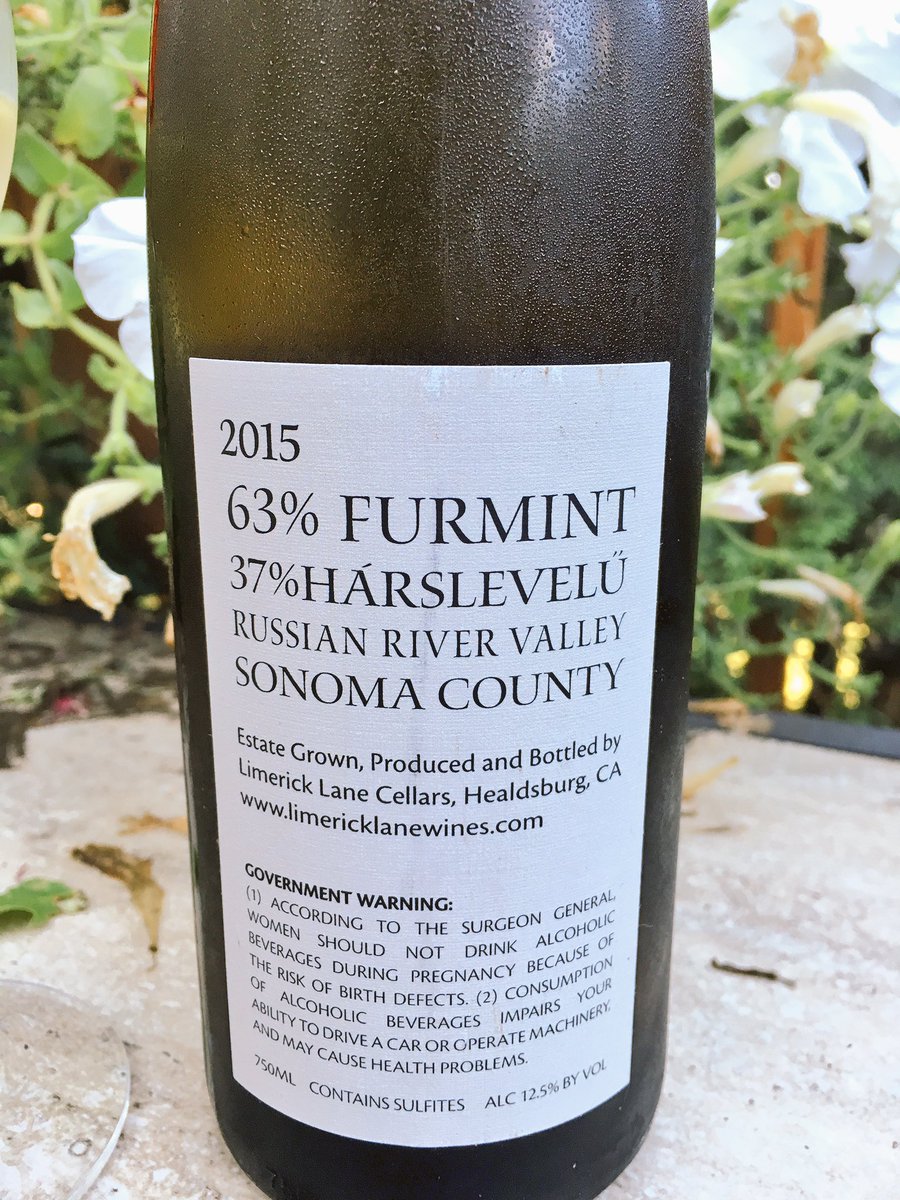 2015
63% FURMINT
37%HÁRSLEVELŰ
RUSSIAN RIVER VALLEY
SONOMA COUNTY
Estate Grown, Produced and Bottled by
Limerick Lane Cellars, Healdsburg, CA
www.limericklanewines.com
GOVERNMENT WARNING:
(1) ACCORDING TO THE SURGEON GENERAL,
WOMEN SHOULD NOT DRINK ALCOHOLIC
BEVERAGES DURING PREGNANCY BECAUSE OF
THE RISK OF BIRTH DEFECTS. (2) CONSUMPTION
OF ALCOHOLIC BEVERAGES IMPAIRS YOUR
ABILITY TO DRIVE A CAR OR OPERATE MACHINERY,
AND MAY CAUSE HEALTH PROBLEMS.
750ML CONTAINS SULFITES ALC 12.5% BY VOL